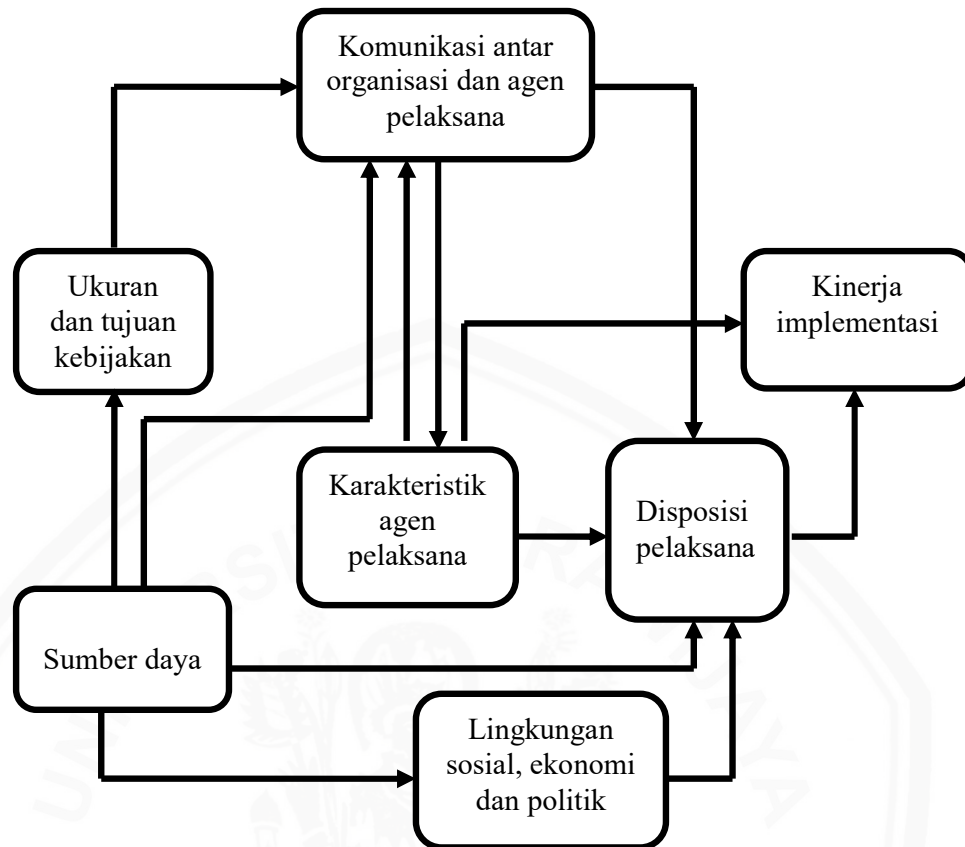 Komunikasi antar
organisasi dan agen
pelaksana
Ukuran
dan tujuan
kebijakan
Kinerja
implementasi
Karakteristik
agen
pelaksana
Disposisi
pelaksana
Sumber daya
Lingkungan
sosial, ekonomi
dan politik